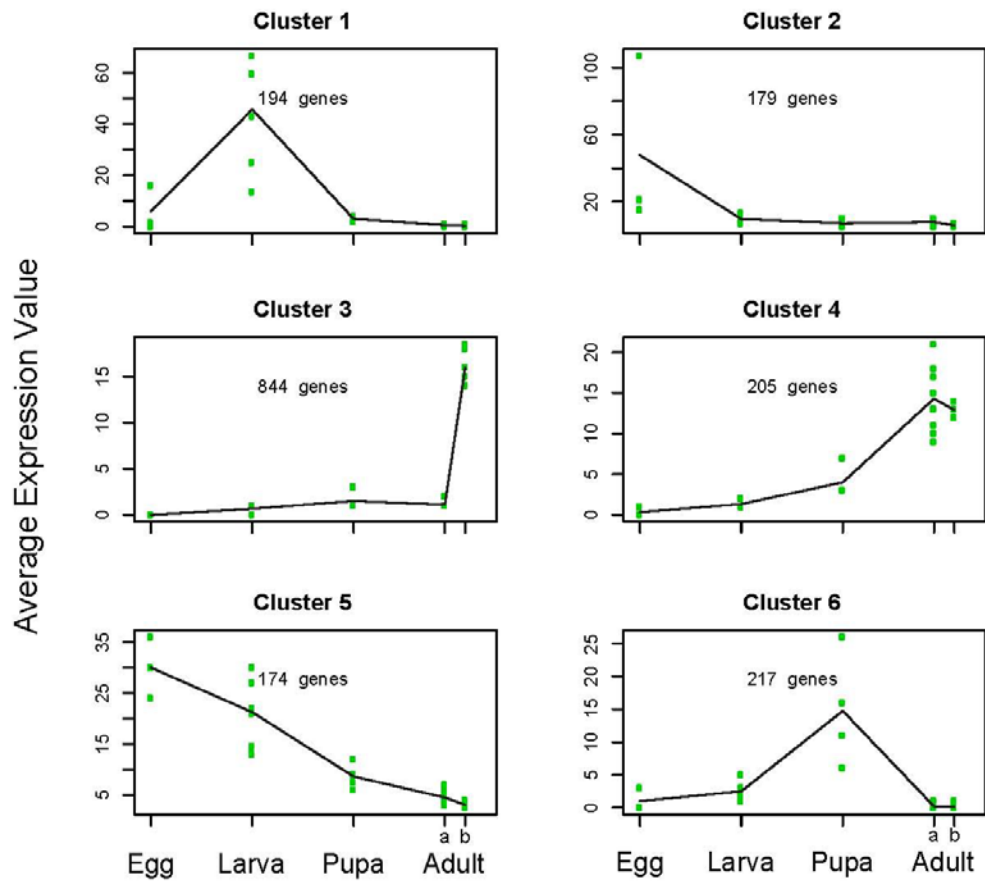 Cluster 1
Cluster 2
0 20 40 60
194 genes
20 60 100
179 genes
Cluster 3
Cluster 4
0 5 10 15
844 genes
0 5 10 15 20
205 genes
Average Expression Value
Cluster 5
Cluster 6
5 15 25 35
174 genes
0 5 10 15 20 25
217 genes
a b
a b
Egg Larva Pupa Adult
Egg Larva Pupa Adult